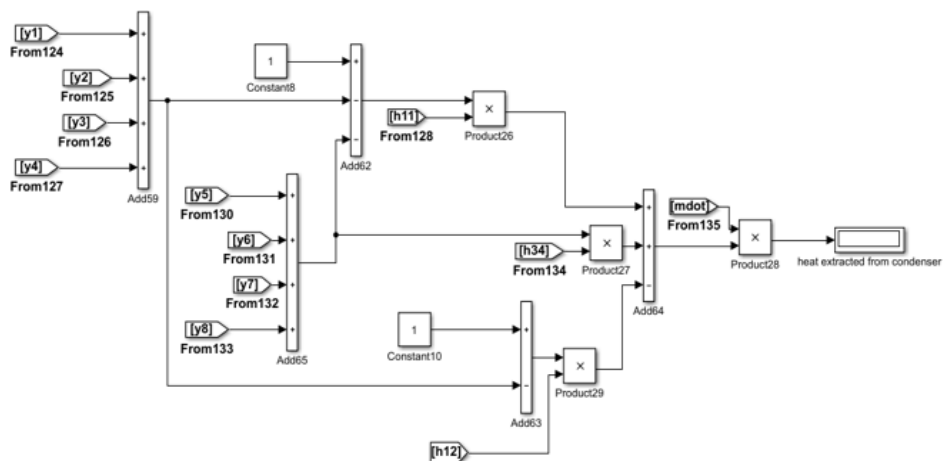 [y1]
From124
[y2]
From125
[y3]
From126
[y4]
From127
+
+
+
+
Add59
1
Constant8
+
−
−
Add62
[h11]
From128
×
Product26
[y5]
From130
[y6]
From131
[y7]
From132
[y8]
From133
+
+
+
+
Add65
[h34]
From134
×
Product27
+
+
−
Add64
[mdot]
From135
×
Product28
heat extracted from condenser
1
Constant10
+
−
Add63
×
Product29
[h12]